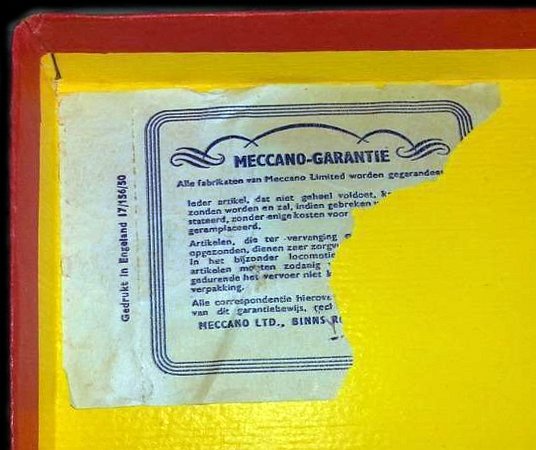 MECCANO-GARANTIE
Alle fabrikaten van Meccano Limited worden gegarandee
Ieder artikel, dat niet geheel voldoet, k
zonden worden en zal, indien gebreken
stateerd, zonder enige kosten voor
geremplaceerd.
Artikelen, die ter vervanging
opgezonden, dienen zeer zorgv
In het bijzonder locomotie
artikelen moeten zodanig
gedurende het vervoer niet
verpakking.
Alle correspondentie hierove
van dit garantiebewijs, rech
MECCANO LTD., BINNS RO
Gedrukt in Engeland 17/156/50